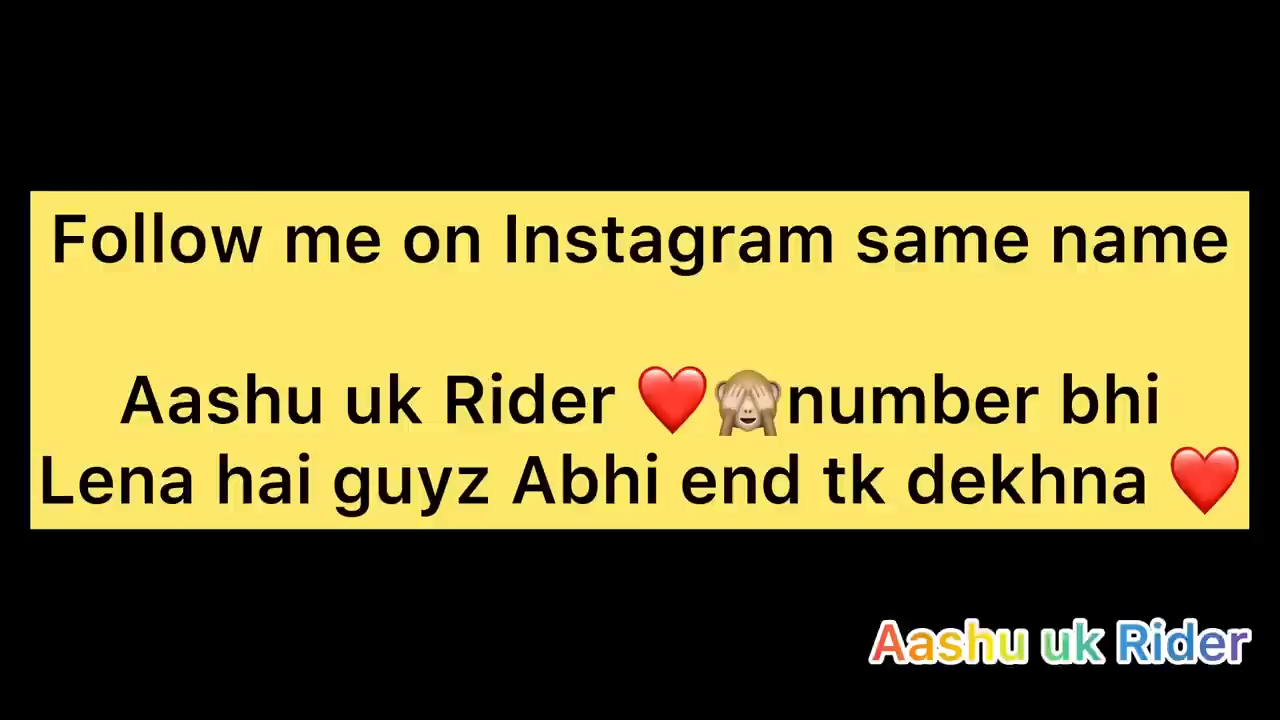 Follow me on Instagram same name
Aashu uk Rider ❤️🙈number bhi
Lena hai guyz Abhi end tk dekhna ❤️
Aashu uk Rider